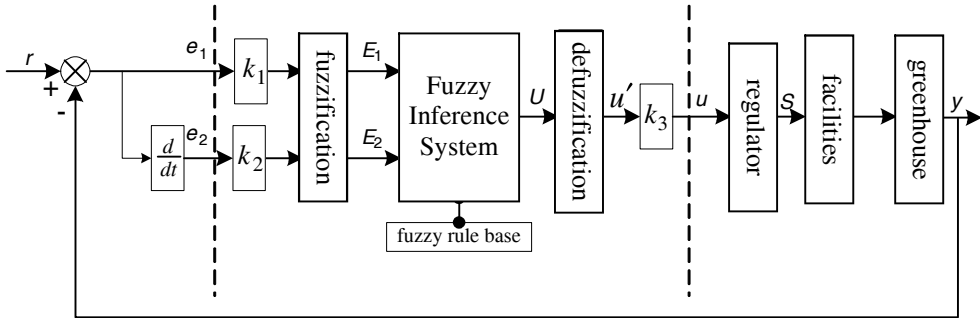 r
+
-
e1
d
dt
e2
k1
k2
fuzzification
E1
E2
Fuzzy
Inference
System
fuzzy rule base
U
defuzzification
u′
k3
u
regulator
S
facilities
greenhouse
y